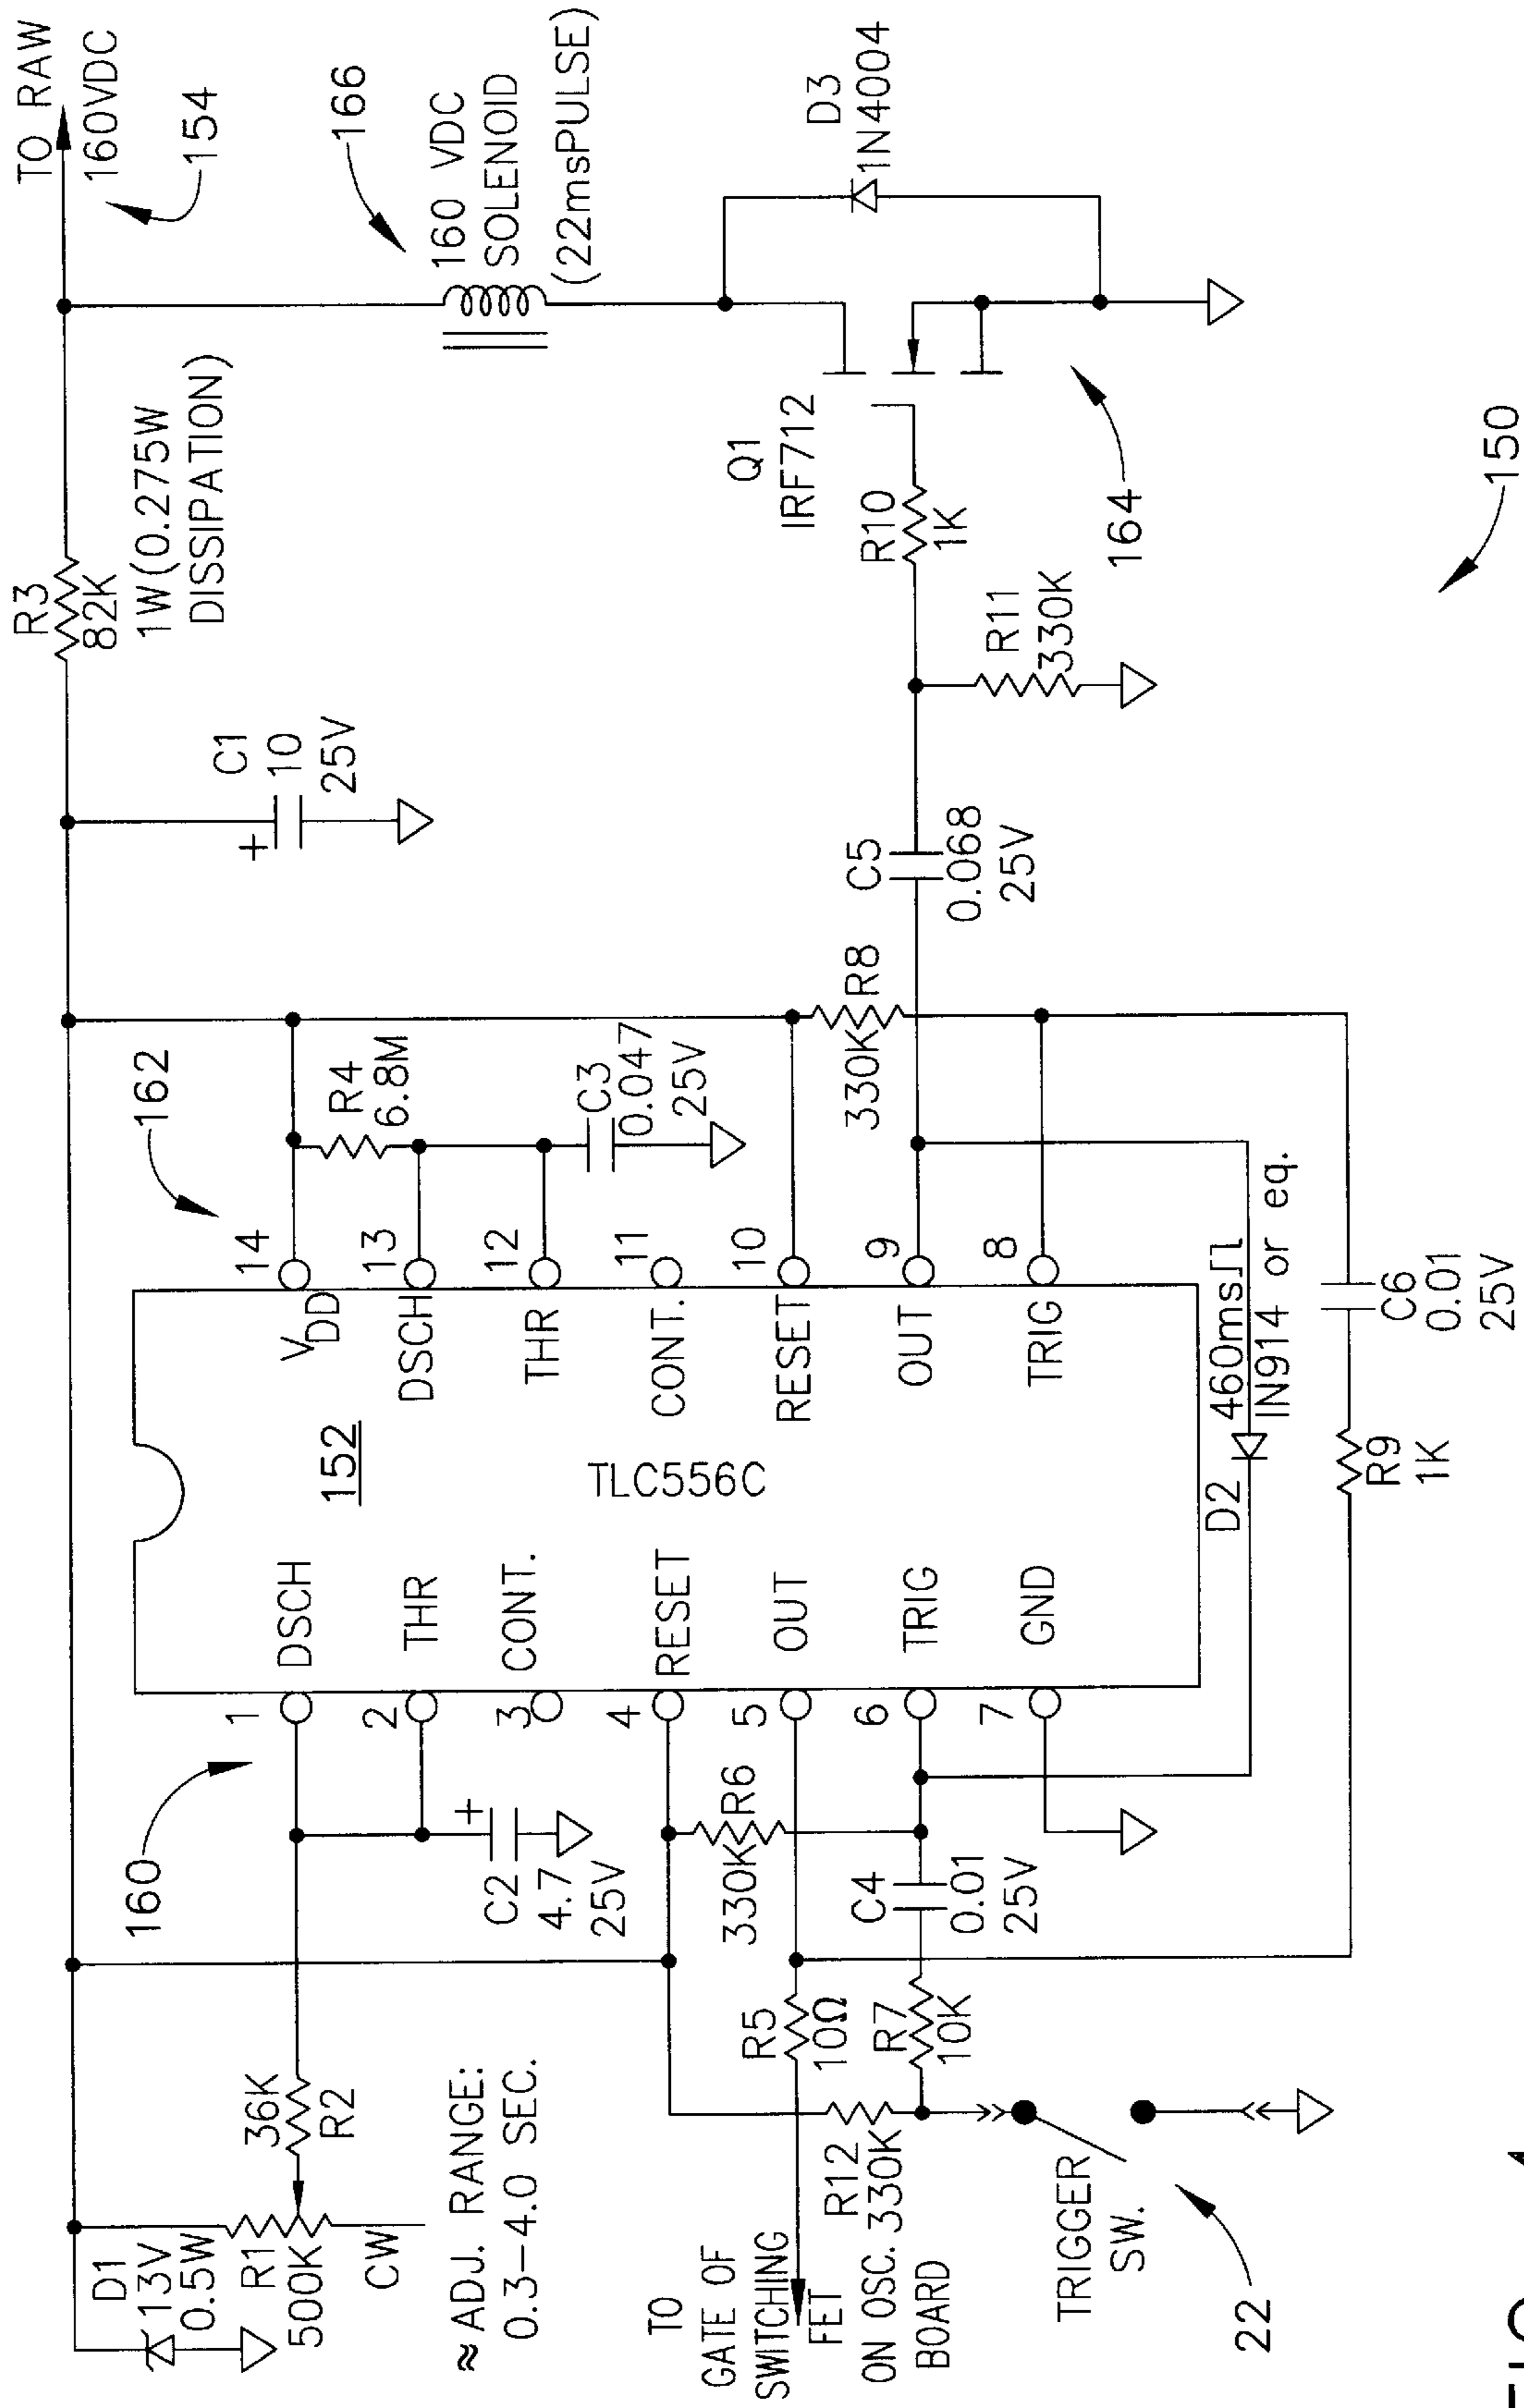 TO RAW
160VDC
154
R3
82K
1W(0.275W
DISSIPATION)
166
160 VDC
SOLENOID
(22msPULSE)
D3
1N4004
C1
+
10
25V
Q1
IRF712
R10
1K
R11
330K
164
150
C5
0.068
25V
162
R4
6.8M
C3
0.047
25V
R8
330K
14
13
12
11
10
9
8
VDD
DSCH
THR
CONT.
RESET
OUT
TRIG
152
TLC556C
460ms
IN914 or eq.
D2
C6
0.01
25V
R9
1K
DSCH
THR
CONT.
RESET
OUT
TRIG
GND
1
2
3
4
5
6
7
160
+
C2
4.7
25V
R6
330K
C4
0.01
25V
36K
R2
R5
10Ω
R7
10K
D1
13V
0.5W
R1
500K
CW
≈ADJ. RANGE:
0.3-4.0 SEC.
TO
GATE OF
SWITCHING
FET
ON OSC.
BOARD
R12
330K
TRIGGER
SW.
22